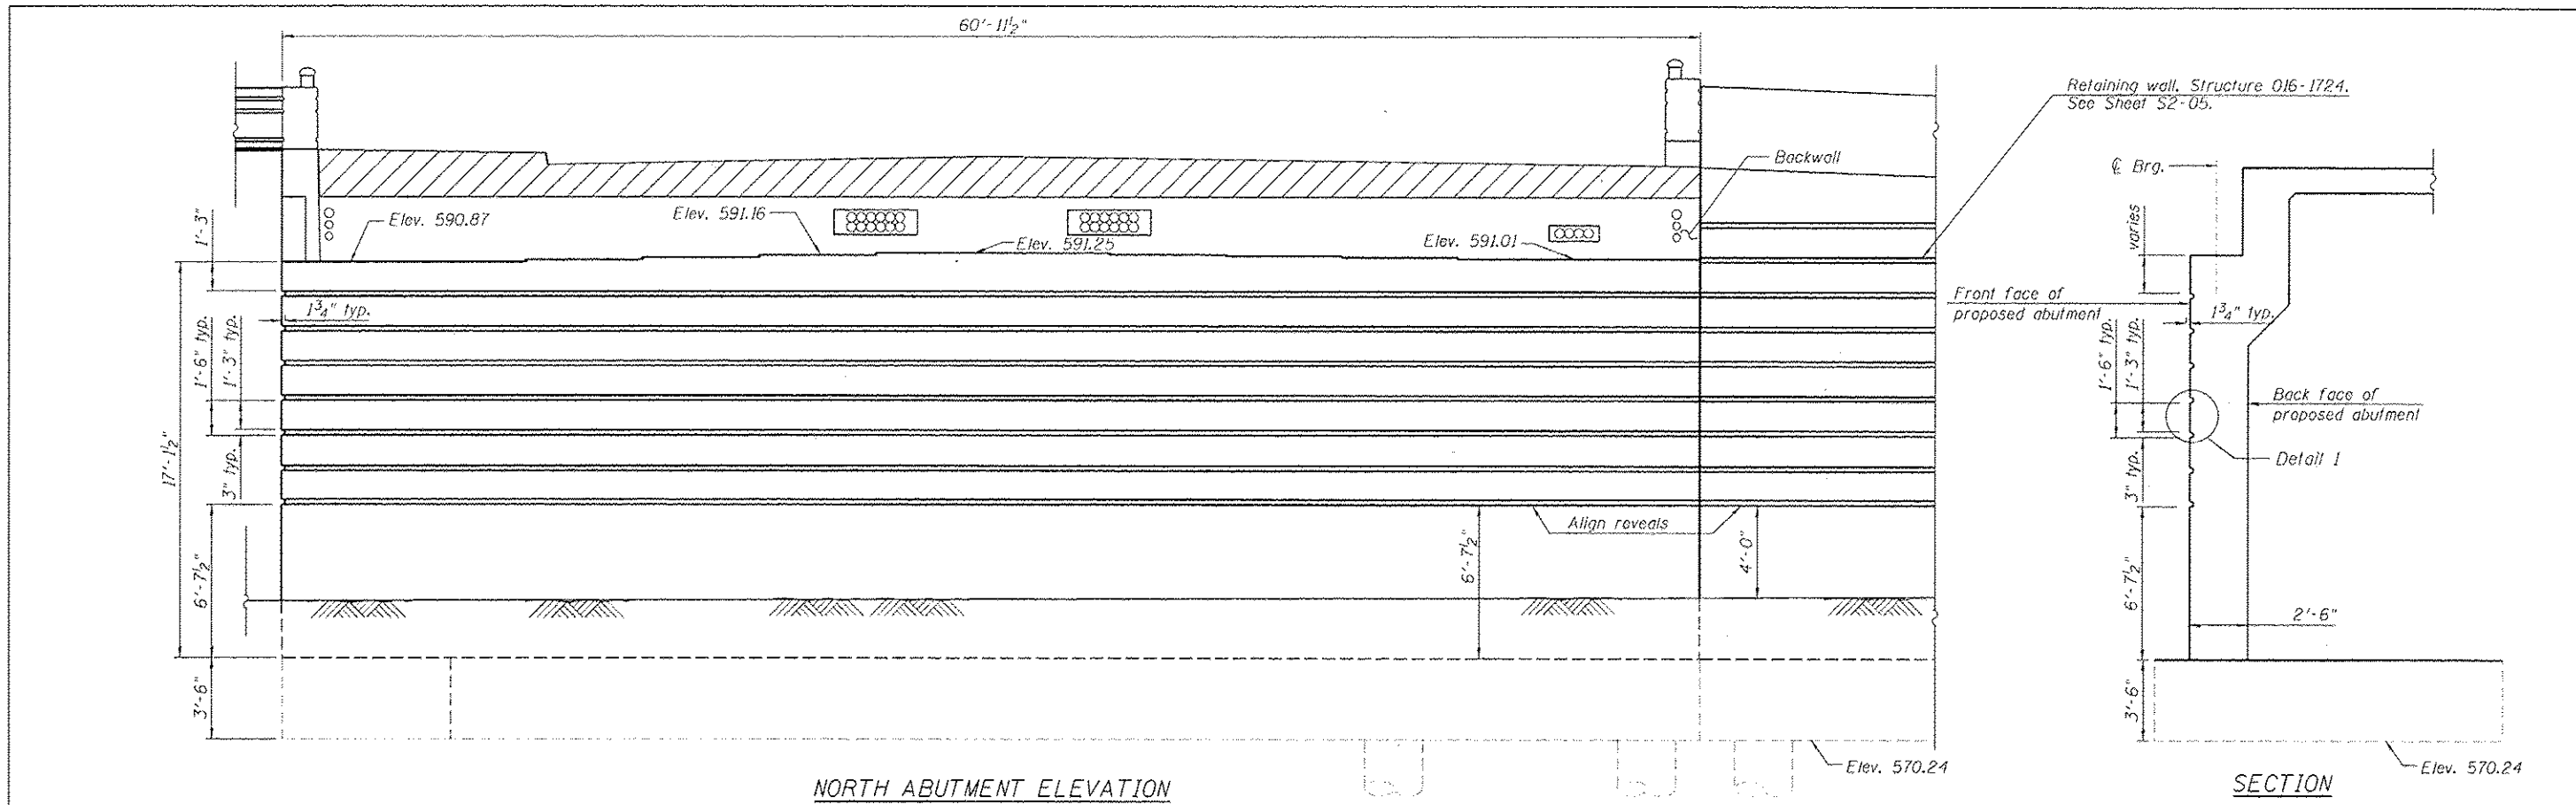 60'-11½"
Retaining wall, Structure 016-1724.
See Sheet S2-05.
Backwall
℄ Brg.
1'-3"
Elev. 590.87
Elev. 591.16
Elev. 591.25
Elev. 591.01
varies
1¾" typ.
Front face of
proposed abutment
1¾" typ.
1'-6" typ.
1'-3" typ.
1'-6" typ.
1'-3" typ.
Back face of
proposed abutment
Detail 1
17'-1½"
3" typ.
3" typ.
Align reveals
6'-7½"
6'-7½"
4'-0"
6'-7½"
2'-6"
3'-6"
3'-6"
Elev. 570.24
Elev. 570.24
NORTH ABUTMENT ELEVATION
SECTION